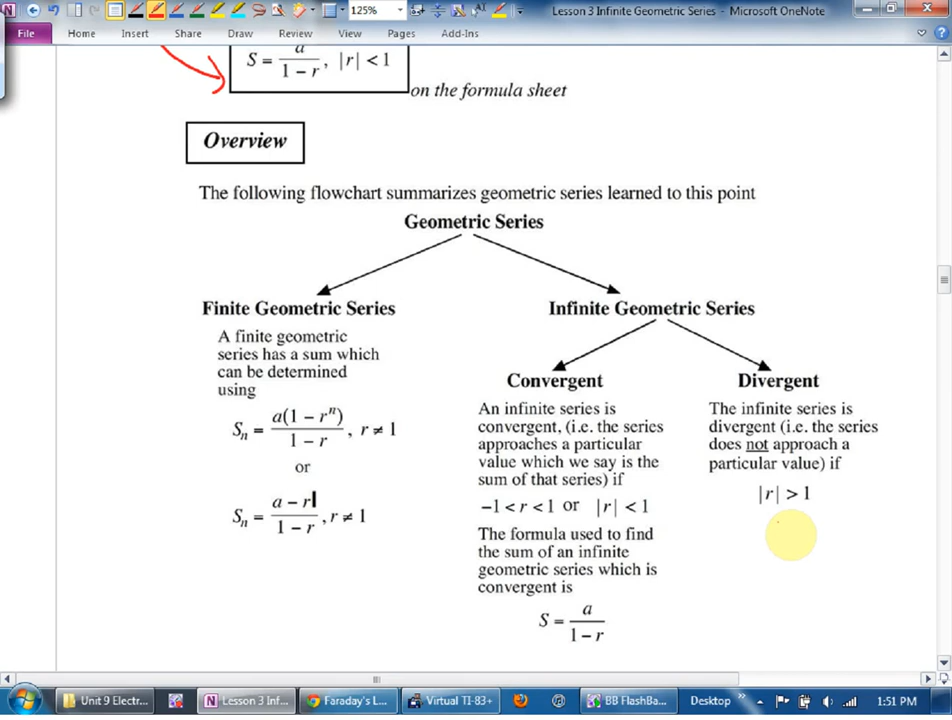 Lesson 3 Infinite Geometric Series - Microsoft OneNote
125%
File Home Insert Share Draw Review View Pages Add-Ins
S = a / (1 − r), |r| < 1
on the formula sheet
Overview
The following flowchart summarizes geometric series learned to this point
Geometric Series
Finite Geometric Series
A finite geometric
series has a sum which
can be determined
using
Sn = a(1 − r^n) / (1 − r), r ≠ 1
or
Sn = (a − rl) / (1 − r), r ≠ 1
Infinite Geometric Series
Convergent
An infinite series is
convergent, (i.e. the series
approaches a particular
value which we say is the
sum of that series) if
−1 < r < 1 or |r| < 1
The formula used to find
the sum of an infinite
geometric series which is
convergent is
S = a / (1 − r)
Divergent
The infinite series is
divergent (i.e. the series
does not approach a
particular value) if
|r| > 1
Unit 9 Electr... Lesson 3 Inf... Faraday's L... Virtual TI-83+ BB FlashBa... Desktop 1:51 PM